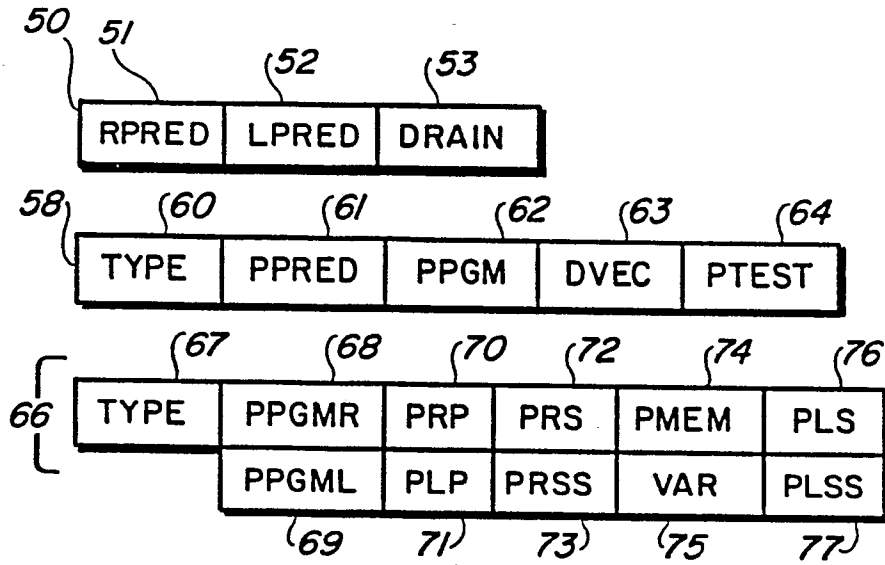 50 51 52 53
RPRED LPRED DRAIN
58 60 61 62 63 64
TYPE PPRED PPGM DVEC PTEST
67 68 70 72 74 76
66 TYPE PPGMR PRP PRS PMEM PLS
PPGML PLP PRSS VAR PLSS
69 71 73 75 77